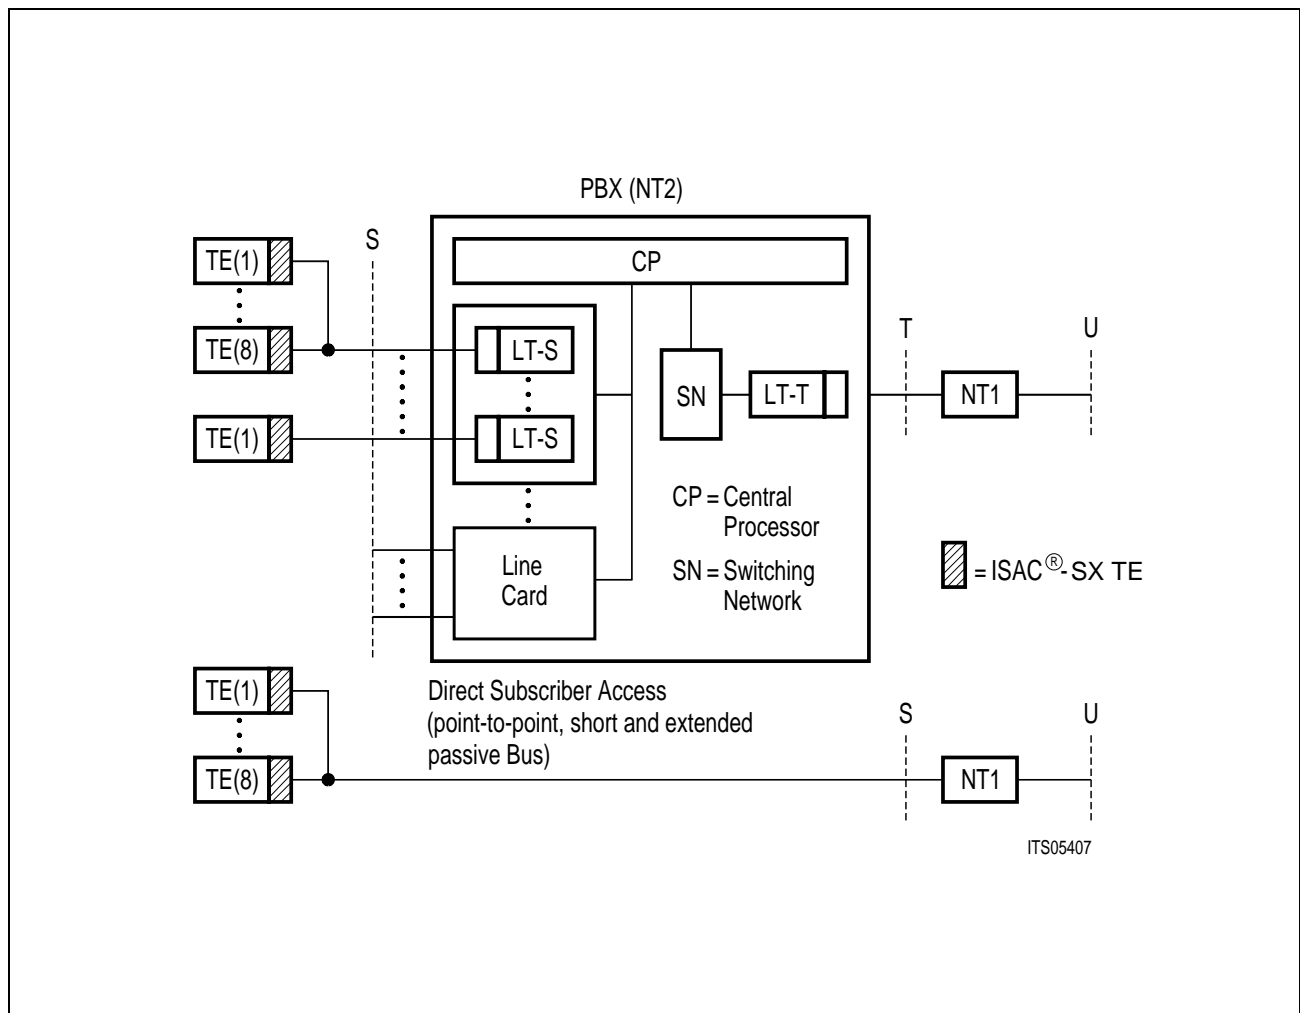 PBX (NT2)
S
TE(1)
CP
TE(8)
LT-S
T
U
SN
LT-T
NT1
TE(1)
LT-S
CP = Central
Processor
Line
Card
SN = Switching
Network
= ISAC®-SX TE
TE(1)
Direct Subscriber Access
(point-to-point, short and extended
passive Bus)
S
U
TE(8)
NT1
ITS05407